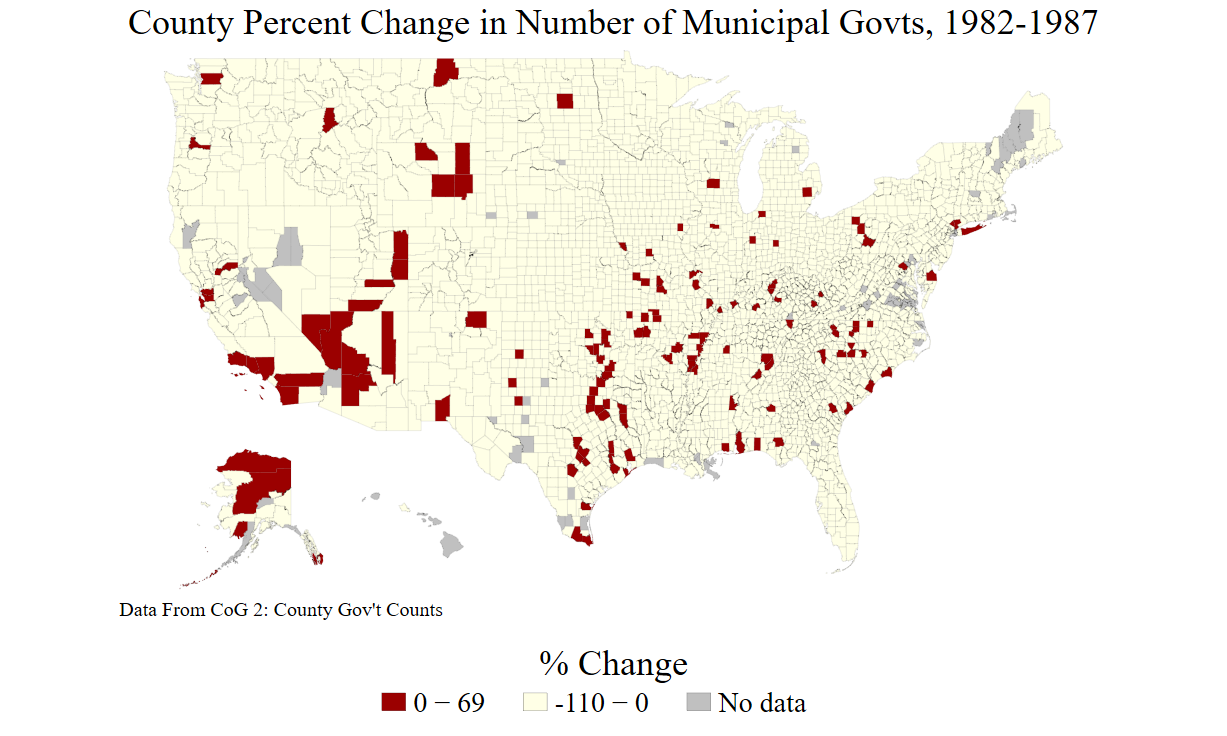 County Percent Change in Number of Municipal Govts, 1982-1987
Data From CoG 2: County Gov't Counts
% Change
0 − 69 -110 − 0 No data